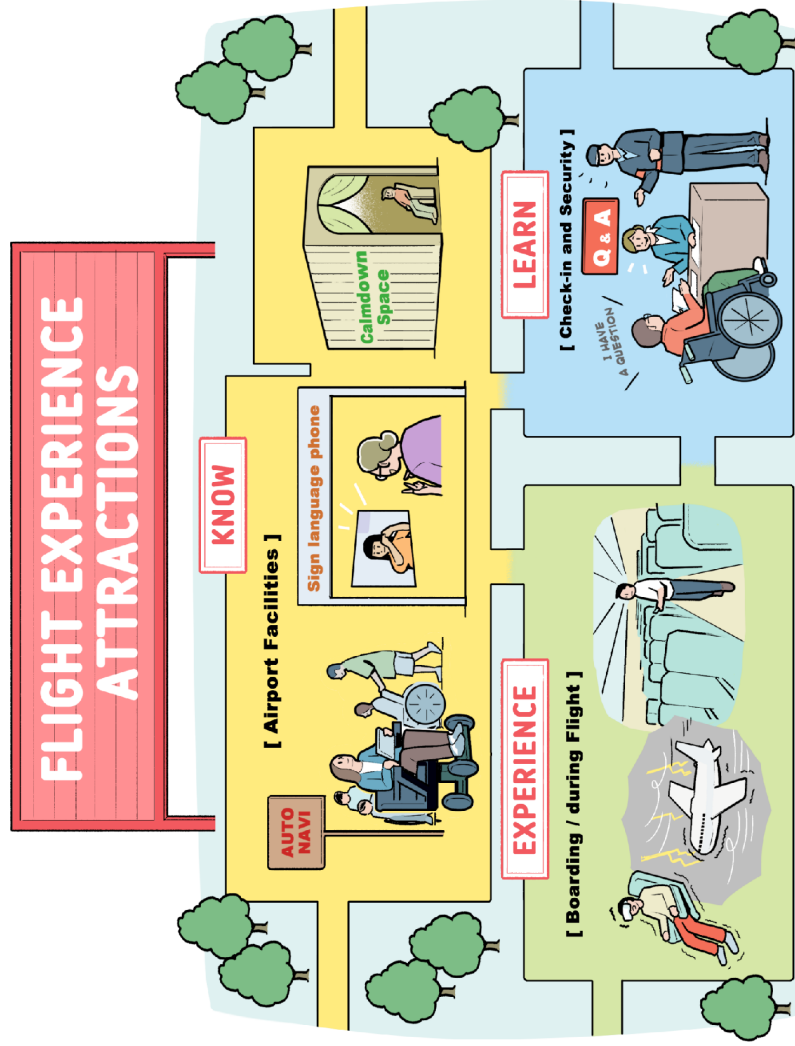 FLIGHT EXPERIENCE
ATTRACTIONS
KNOW
[ Airport Facilities ]
AUTO
NAVI
Sign language phone
Calmdown
Space
EXPERIENCE
[ Boarding / during Flight ]
LEARN
[ Check-in and Security ]
I HAVE
A QUESTION
Q & A